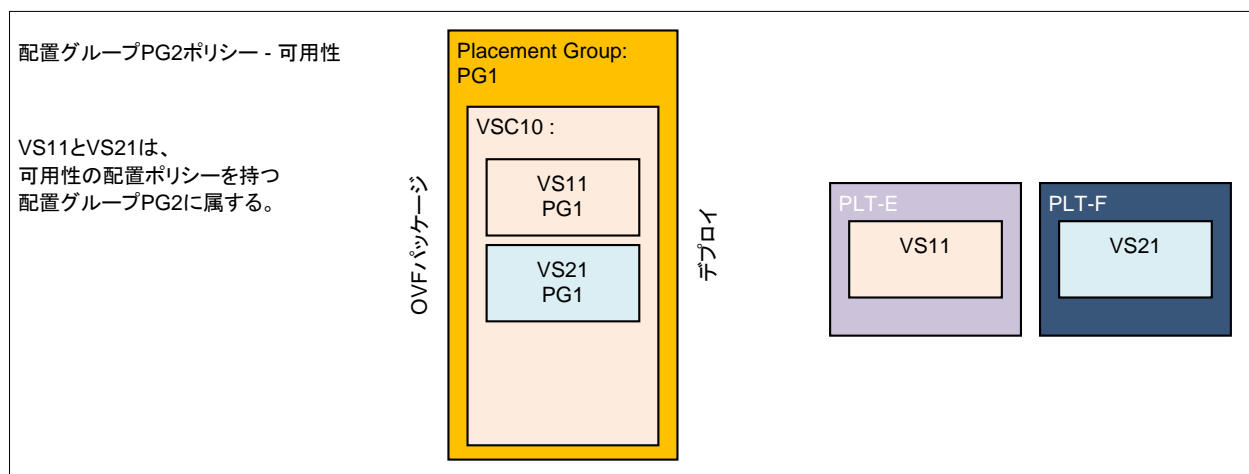 配置グループPG2ポリシー - 可用性
VS11とVS21は、
可用性の配置ポリシーを持つ
配置グループPG2に属する。
OVFパッケージ
Placement Group:
PG1
VSC10 :
VS11
PG1
VS21
PG1
デプロイ
PLT-E
VS11
PLT-F
VS21